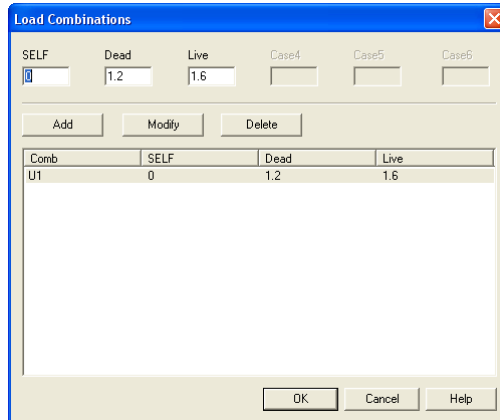 Load Combinations
SELF Dead Live Case4 Case5 Case6
0 1.2 1.6
Add Modify Delete
Comb SELF Dead Live
U1 0 1.2 1.6
OK Cancel Help